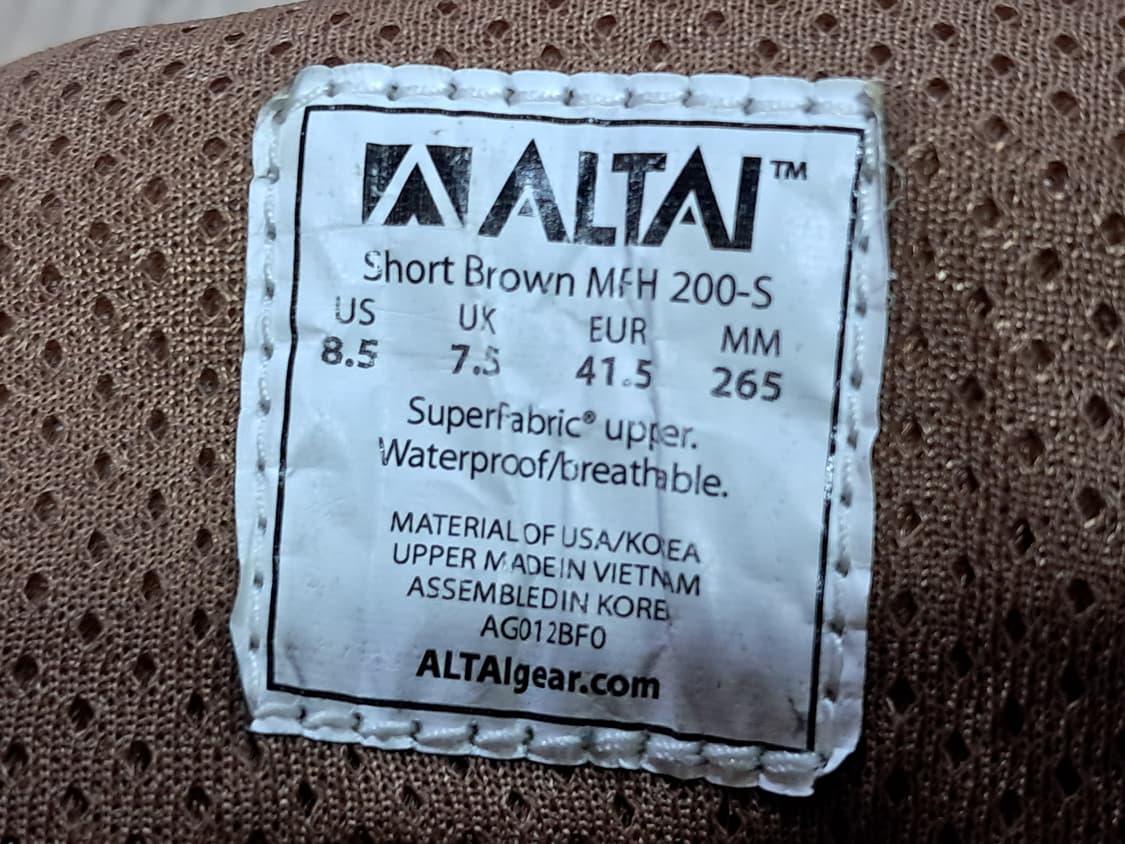 ALTAI™
Short Brown MFH 200-S
US UK EUR MM
8.5 7.5 41.5 265
SuperFabric® upper.
Waterproof/breathable.
MATERIAL OF USA/KOREA
UPPER MADE IN VIETNAM
ASSEMBLED IN KOREA
AG012BF0
ALTAIgear.com